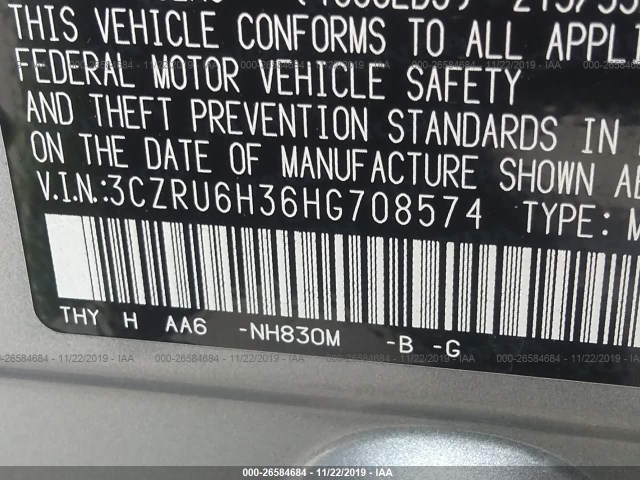 THIS VEHICLE CONFORMS TO ALL APPLI
FEDERAL MOTOR VEHICLE SAFETY
AND THEFT PREVENTION STANDARDS IN
ON THE DATE OF MANUFACTURE SHOWN
V.I.N.:3CZRU6H36HG708574 TYPE:
THY H AA6 -NH830M -B -G
000-26584684 - 11/22/2019 - IAA